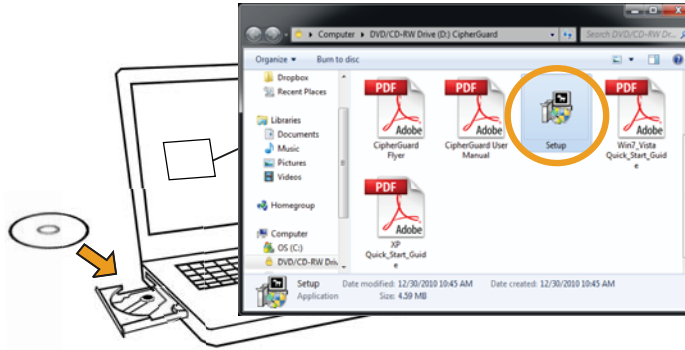 Computer ▸ DVD/CD-RW Drive (D:) CipherGuard
Search DVD/CD-RW Dr...
Organize ▾ Burn to disc
Dropbox
Recent Places
Libraries
Documents
Music
Pictures
Videos
Homegroup
Computer
OS (C:)
DVD/CD-RW Driv
PDF
Adobe
CipherGuard
Flyer
PDF
Adobe
CipherGuard User
Manual
Setup
PDF
Adobe
Win7_Vista
Quick_Start_Guid
e
PDF
Adobe
XP
Quick_Start_Guid
e
Setup Date modified: 12/30/2010 10:45 AM Date created: 12/30/2010 10:45 AM
Application Size: 4.59 MB